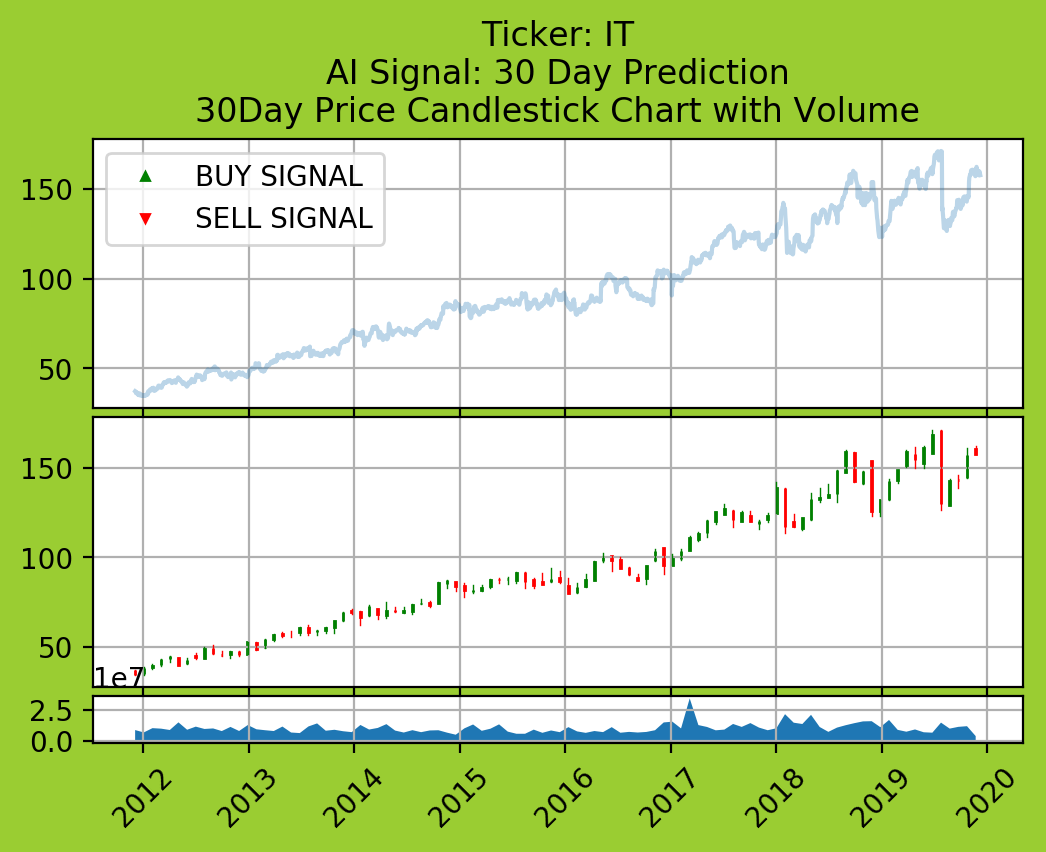 Ticker: IT
AI Signal: 30 Day Prediction
30Day Price Candlestick Chart with Volume
BUY SIGNAL
SELL SIGNAL
150
100
50
150
100
50
1e7
2.5
0.0
2012 2013 2014 2015 2016 2017 2018 2019 2020